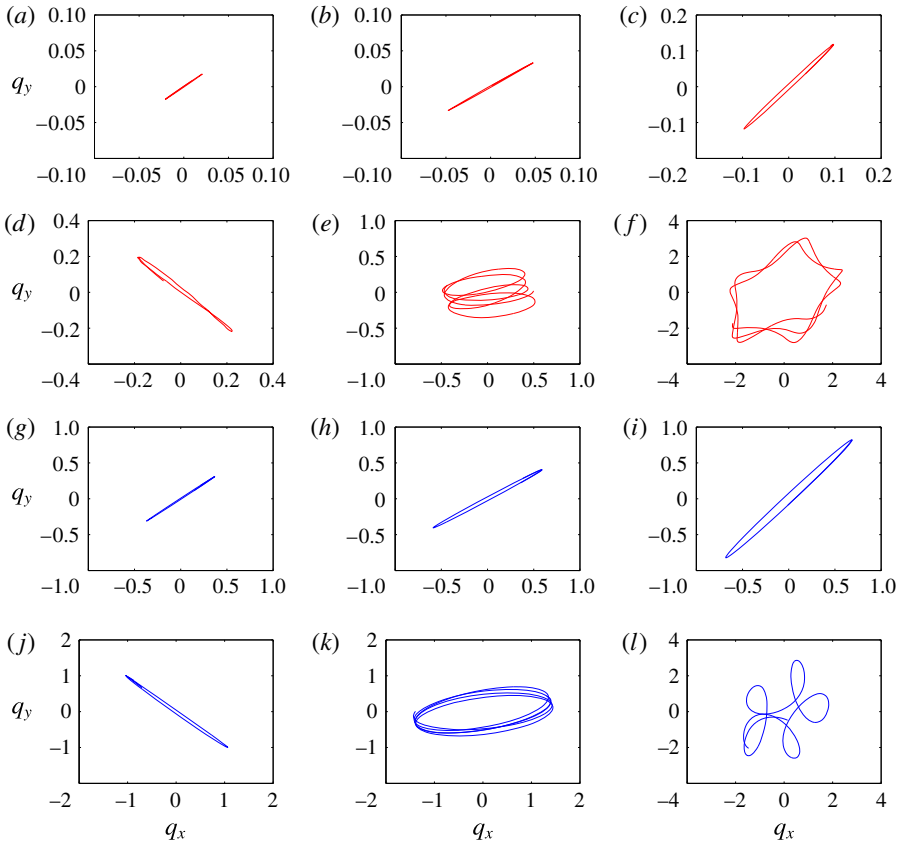 (a) (b) (c)
0.10 0.10 0.2
0.05 0.05 0.1
q_y 0 0 0
−0.05 −0.05 −0.1
−0.10 −0.05 0 0.05 0.10 −0.10 −0.05 0 0.05 0.10 −0.2 −0.1 0 0.1 0.2
(d) (e) (f)
0.4 1.0 4
0.2 0.5 2
q_y 0 0 0
−0.2 −0.5 −2
−0.4 −0.2 0 0.2 0.4 −1.0 −0.5 0 0.5 1.0 −4 −2 0 2 4
(g) (h) (i)
1.0 1.0 1.0
0.5 0.5 0.5
q_y 0 0 0
−0.5 −0.5 −0.5
−1.0 −0.5 0 0.5 1.0 −1.0 −0.5 0 0.5 1.0 −1.0 −0.5 0 0.5 1.0
(j) (k) (l)
2 2 4
1 1 2
q_y 0 0 0
−1 −1 −2
−2 −1 0 1 2 −2 −1 0 1 2 −4 −2 0 2 4
q_x q_x q_x